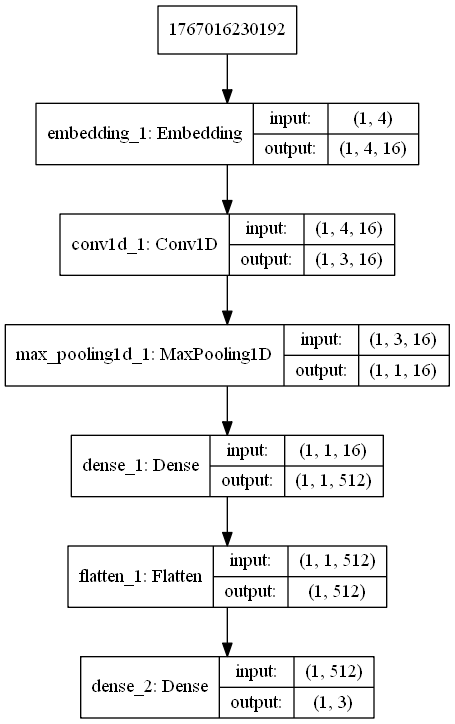 1767016230192
embedding_1: Embedding
input:
(1, 4)
output:
(1, 4, 16)
conv1d_1: Conv1D
input:
(1, 4, 16)
output:
(1, 3, 16)
max_pooling1d_1: MaxPooling1D
input:
(1, 3, 16)
output:
(1, 1, 16)
dense_1: Dense
input:
(1, 1, 16)
output:
(1, 1, 512)
flatten_1: Flatten
input:
(1, 1, 512)
output:
(1, 512)
dense_2: Dense
input:
(1, 512)
output:
(1, 3)